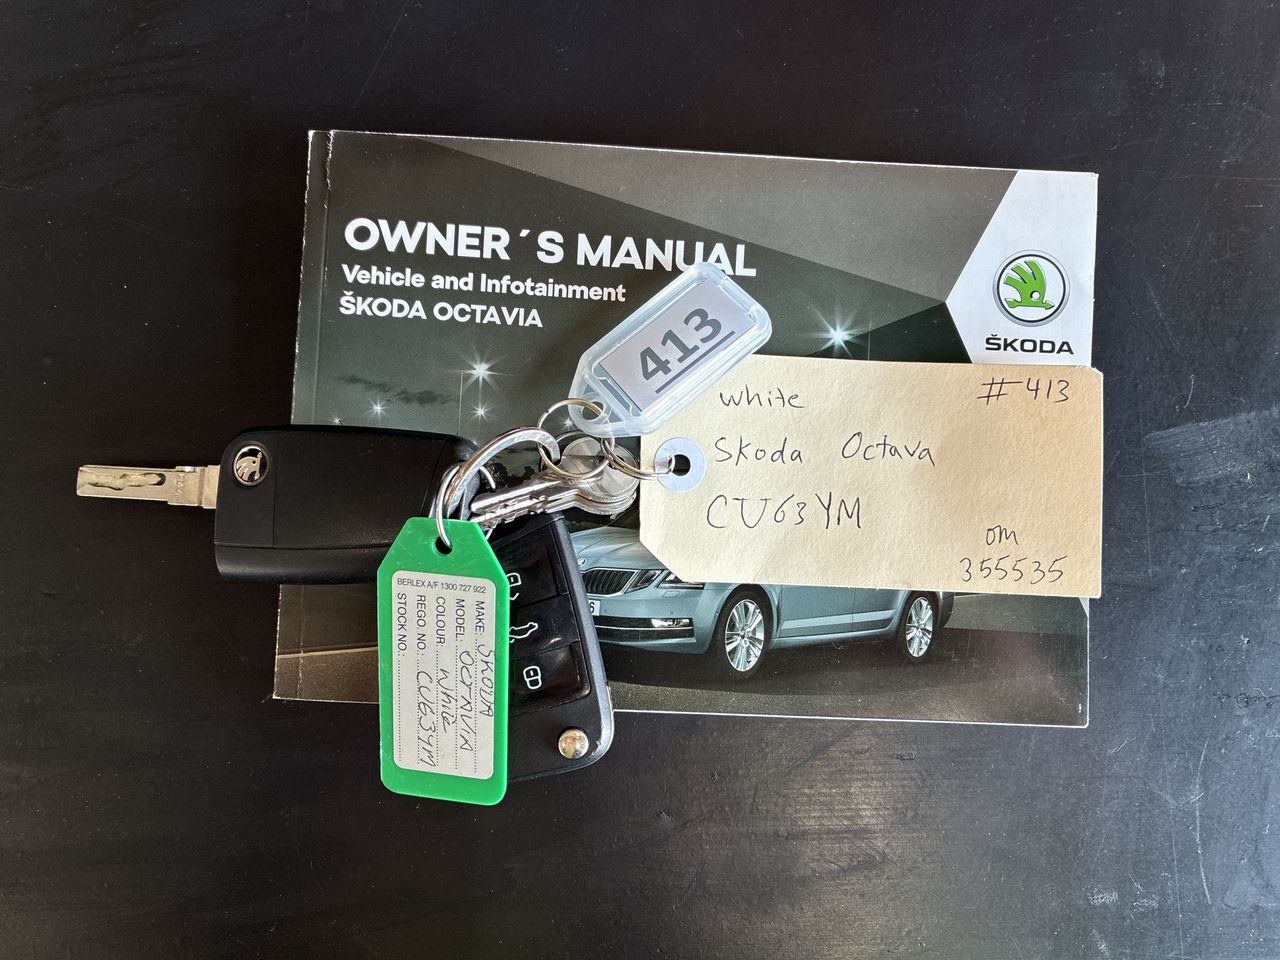 OWNER´S MANUAL
Vehicle and Infotainment
ŠKODA OCTAVIA
ŠKODA
413
white #413
Skoda Octava
CU63YM
om
355535
BERLEX A/F 1300 727 922
MAKE: SKODA
MODEL: OCTAVIA
COLOUR: White
REGO. NO.: CU63YM
STOCK NO.: